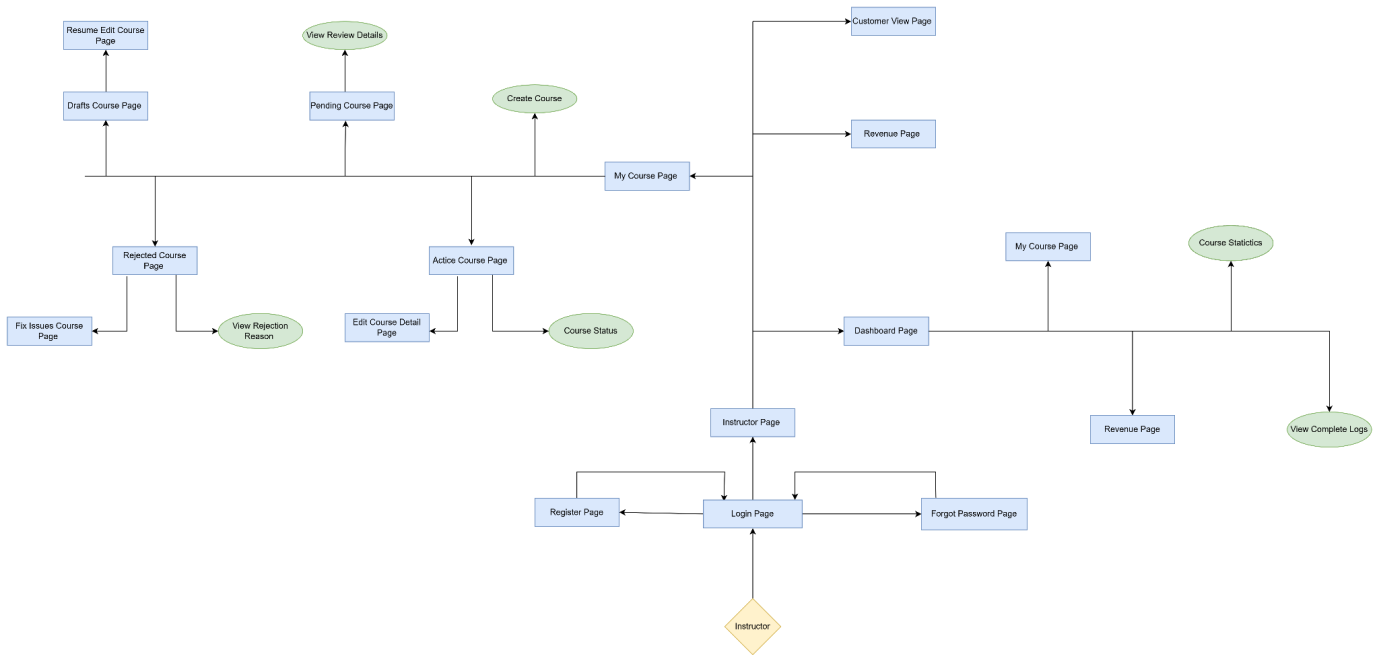 Customer View Page
Resume Edit Course
Page
View Review Details
Create Course
Drafts Course Page
Pending Course Page
Revenue Page
My Course Page
Rejected Course
Page
Actice Course Page
My Course Page
Course Statictics
Fix Issues Course
Page
View Rejection
Reason
Edit Course Detail
Page
Course Status
Dashboard Page
Instructor Page
Revenue Page
View Complete Logs
Register Page
Login Page
Forgot Password Page
Instructor